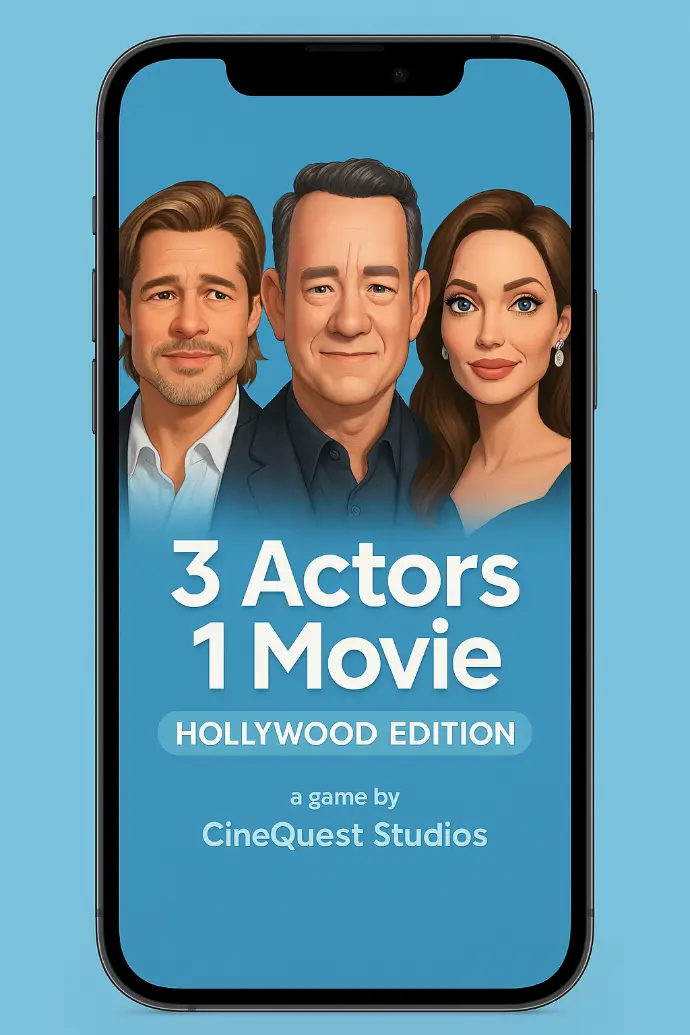 3 Actors
1 Movie
HOLLYWOOD EDITION
a game by
CineQuest Studios